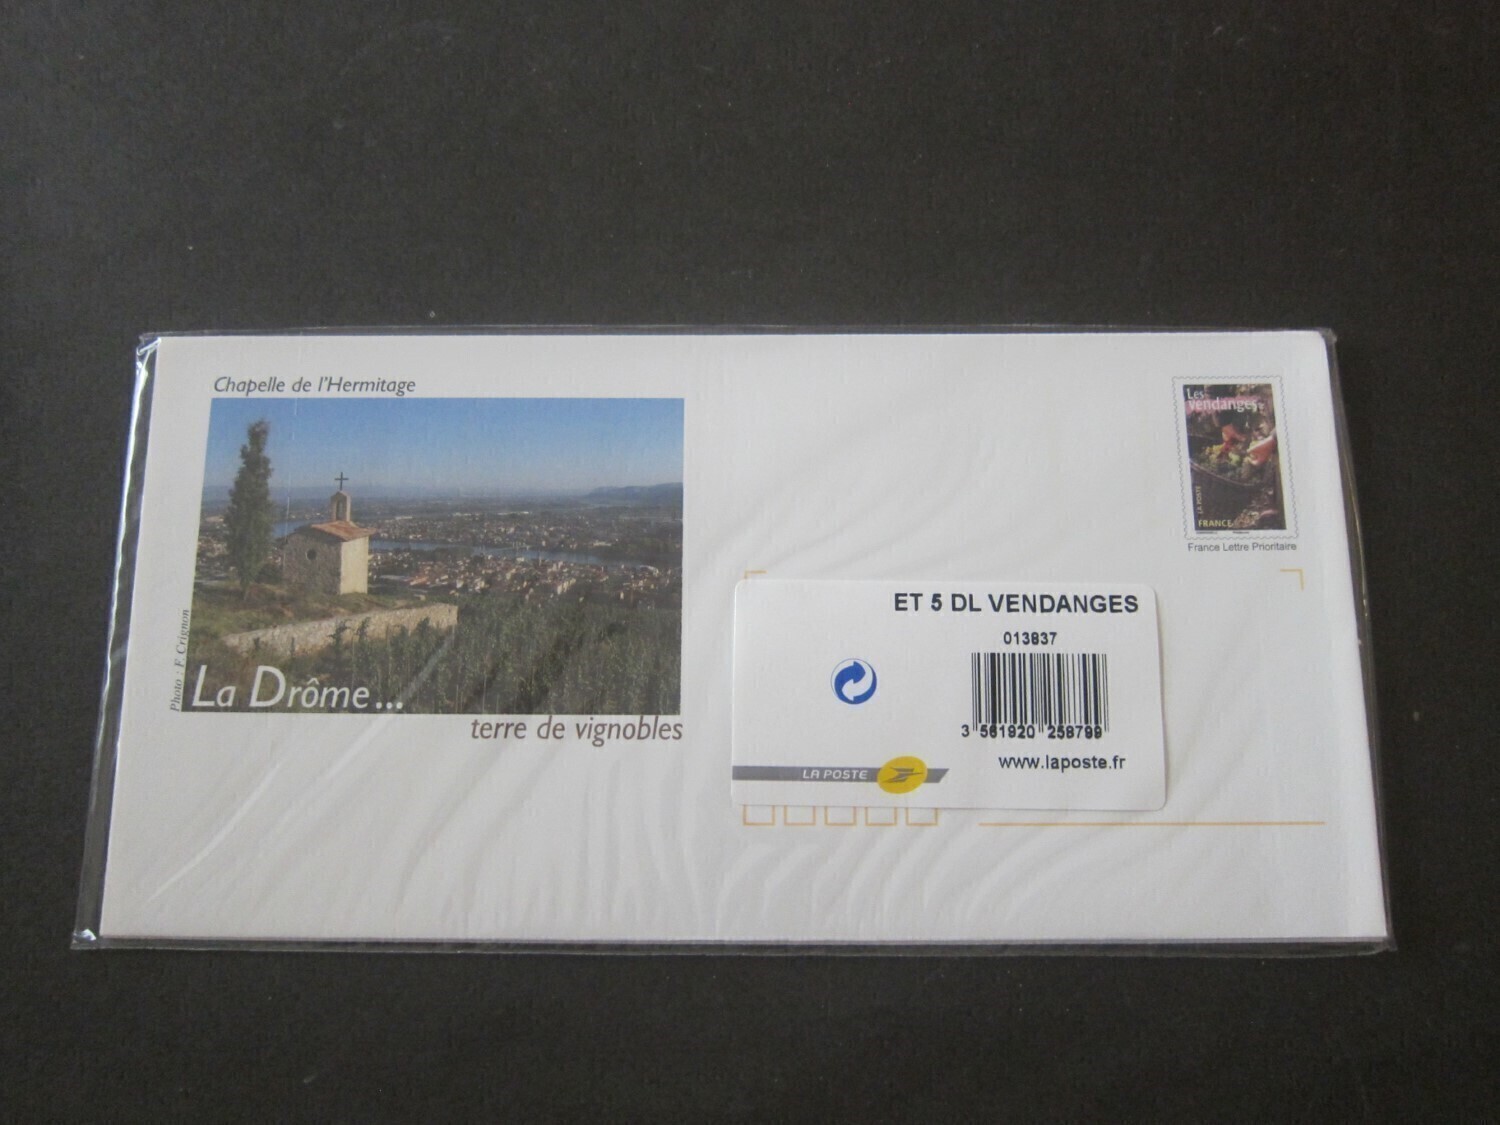 Chapelle de l'Hermitage
Photo : F. Crignon
La Drôme...
terre de vignobles
Les
vendanges
LA POSTE
FRANCE
France Lettre Prioritaire
ET 5 DL VENDANGES
013837
3 561920 258799
LA POSTE
www.laposte.fr